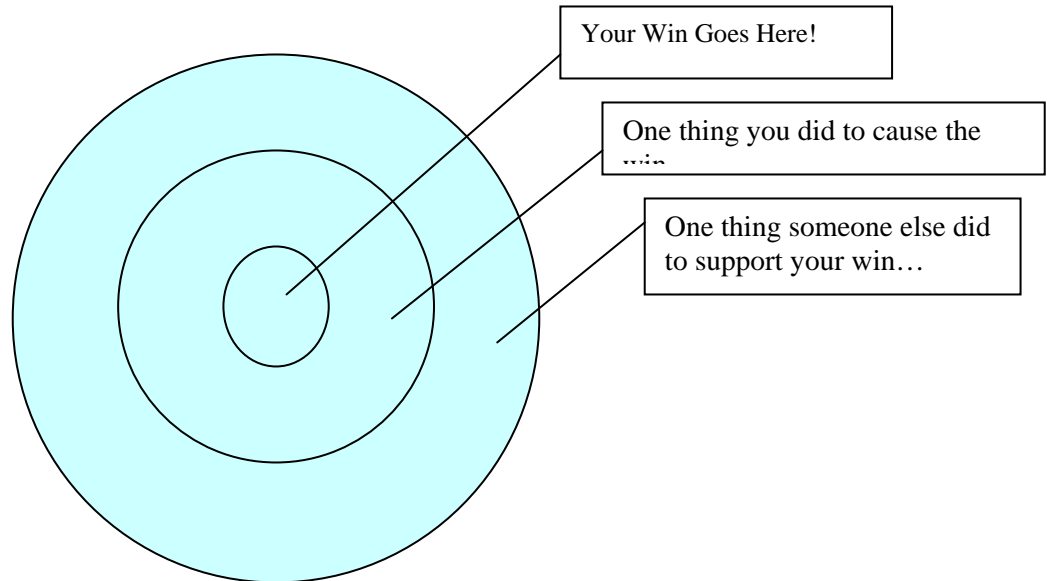 Your Win Goes Here!
One thing you did to cause the
win
One thing someone else did
to support your win…